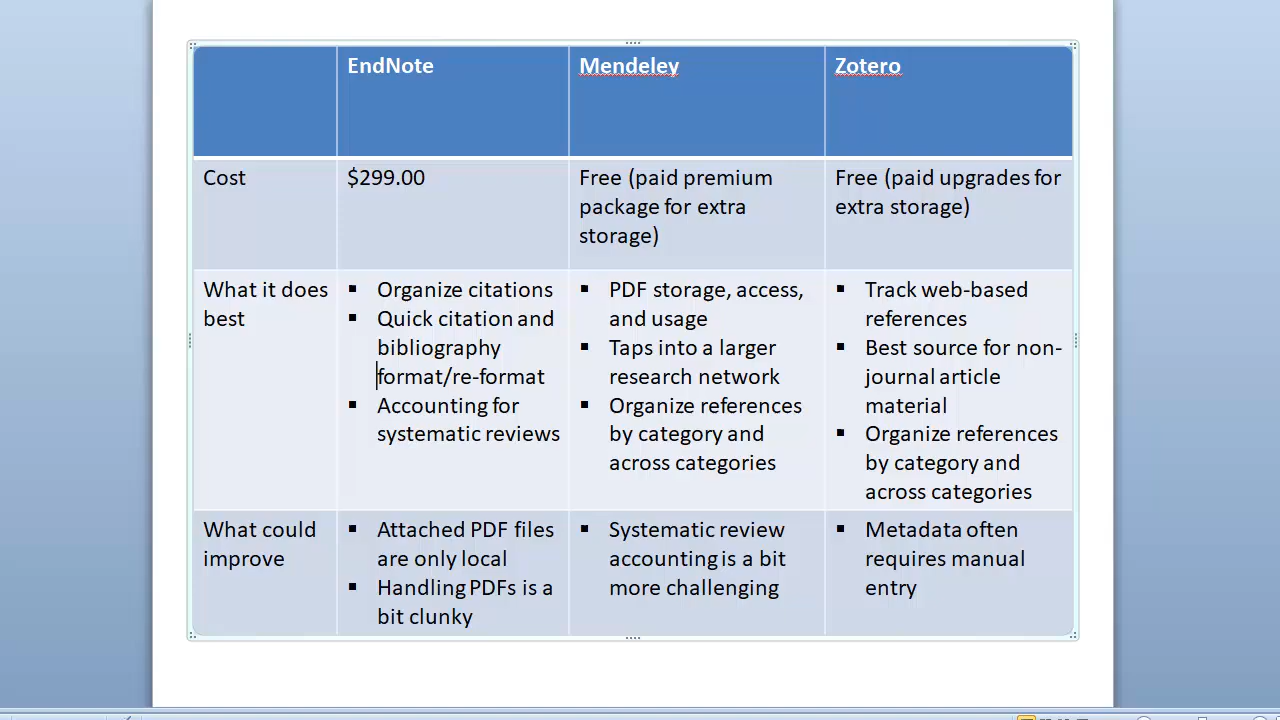 EndNote
Mendeley
Zotero
Cost
$299.00
Free (paid premium
package for extra
storage)
Free (paid upgrades for
extra storage)
What it does
best
▪ Organize citations
▪ Quick citation and
bibliography
format/re-format
▪ Accounting for
systematic reviews
▪ PDF storage, access,
and usage
▪ Taps into a larger
research network
▪ Organize references
by category and
across categories
▪ Track web-based
references
▪ Best source for non-
journal article
material
▪ Organize references
by category and
across categories
What could
improve
▪ Attached PDF files
are only local
▪ Handling PDFs is a
bit clunky
▪ Systematic review
accounting is a bit
more challenging
▪ Metadata often
requires manual
entry